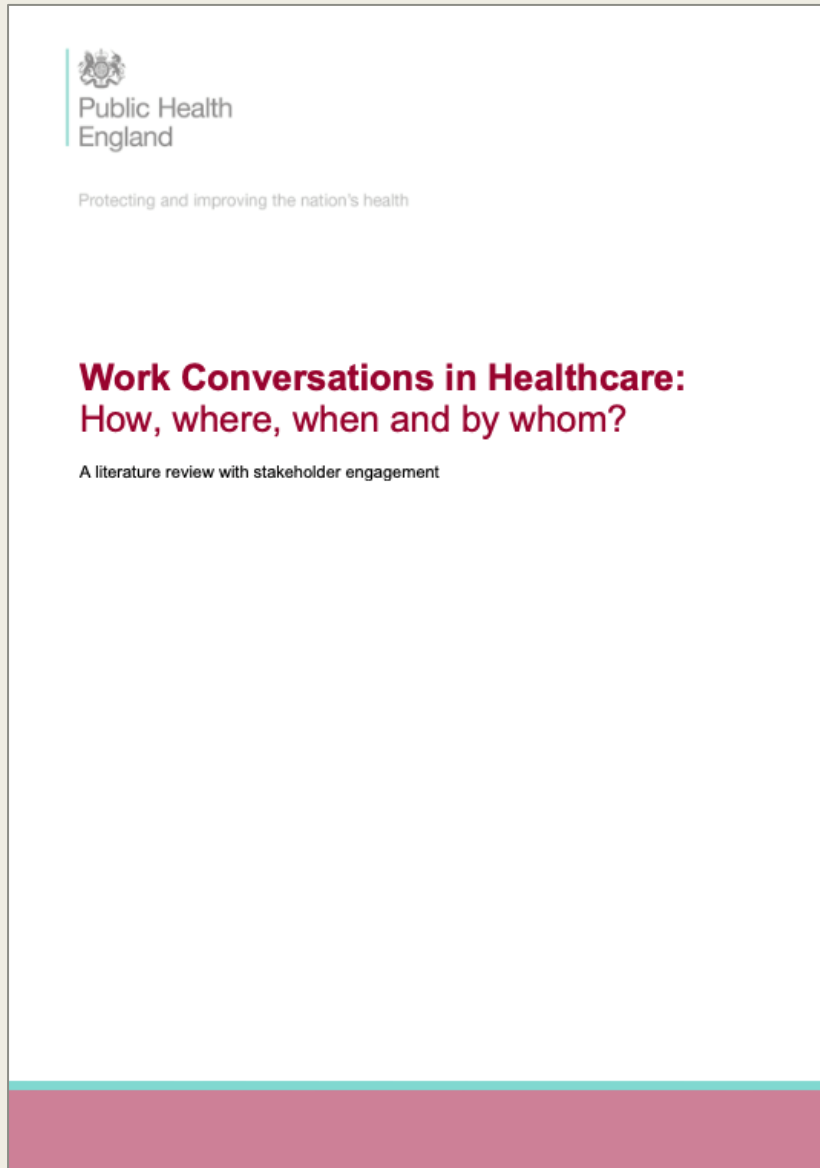 Public Health
England
Protecting and improving the nation's health
Work Conversations in Healthcare:
How, where, when and by whom?
A literature review with stakeholder engagement